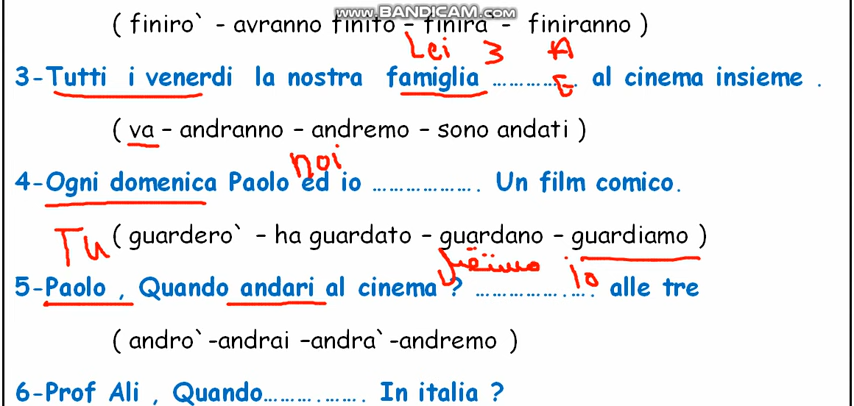 www.BANDICAM.com
( finiro` - avranno finito - finira - finiranno )
Lei 3 A
E
3-Tutti i venerdi la nostra famiglia ............. al cinema insieme .
( va - andranno - andremo - sono andati )
noi
4-Ogni domenica Paolo ed io .................. Un film comico.
Tu ( guardero` - ha guardato - guardano - guardiamo )
مستقبل io
5-Paolo , Quando andari al cinema ? .................... alle tre
( andro` -andrai -andra` -andremo )
6-Prof Ali , Quando................. In italia ?